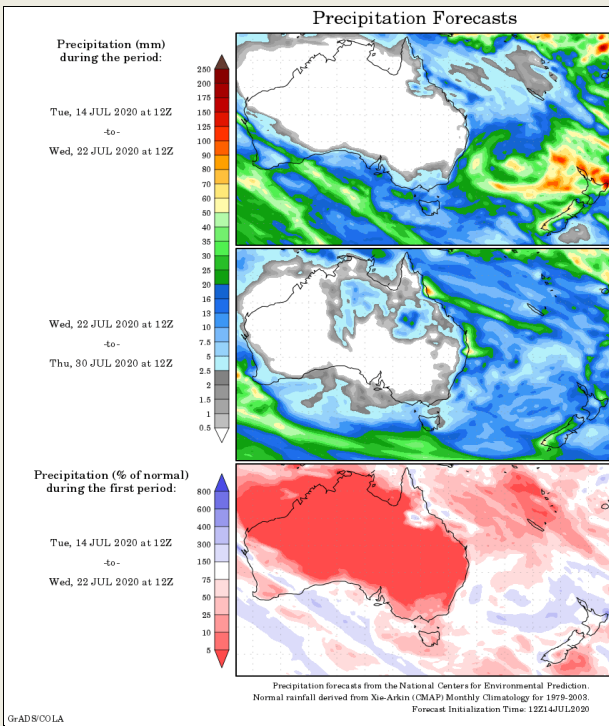 Precipitation Forecasts
Precipitation (mm)
during the period:
Tue, 14 JUL 2020 at 12Z
-to-
Wed, 22 JUL 2020 at 12Z
250
200
175
150
125
100
90
80
70
60
50
40
35
30
25
20
16
13
10
7.5
5
2.5
2
1.5
1
0.5
Wed, 22 JUL 2020 at 12Z
-to-
Thu, 30 JUL 2020 at 12Z
Precipitation (% of normal)
during the first period:
Tue, 14 JUL 2020 at 12Z
-to-
Wed, 22 JUL 2020 at 12Z
800
600
400
300
150
75
50
25
10
5
Precipitation forecasts from the National Centers for Environmental Prediction.
Normal rainfall derived from Xie-Arkin (CMAP) Monthly Climatology for 1979-2003.
Forecast Initialization Time: 12Z14JUL2020
GrADS/COLA